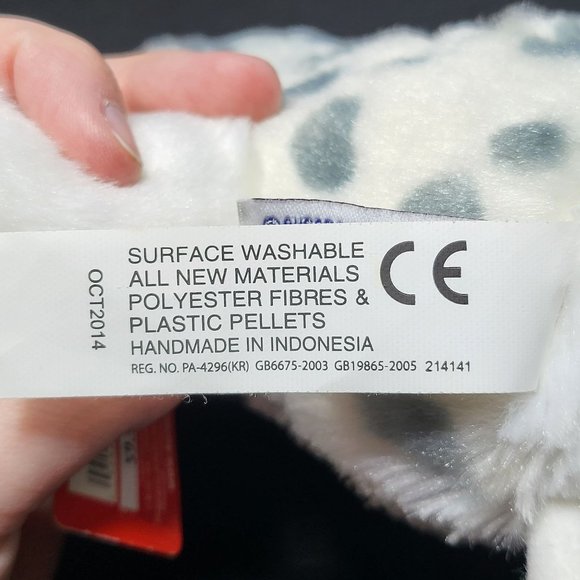 OCT2014
SURFACE WASHABLE
ALL NEW MATERIALS
POLYESTER FIBRES &
PLASTIC PELLETS
HANDMADE IN INDONESIA
REG. NO. PA-4296(KR) GB6675-2003 GB19865-2005 214141
CE